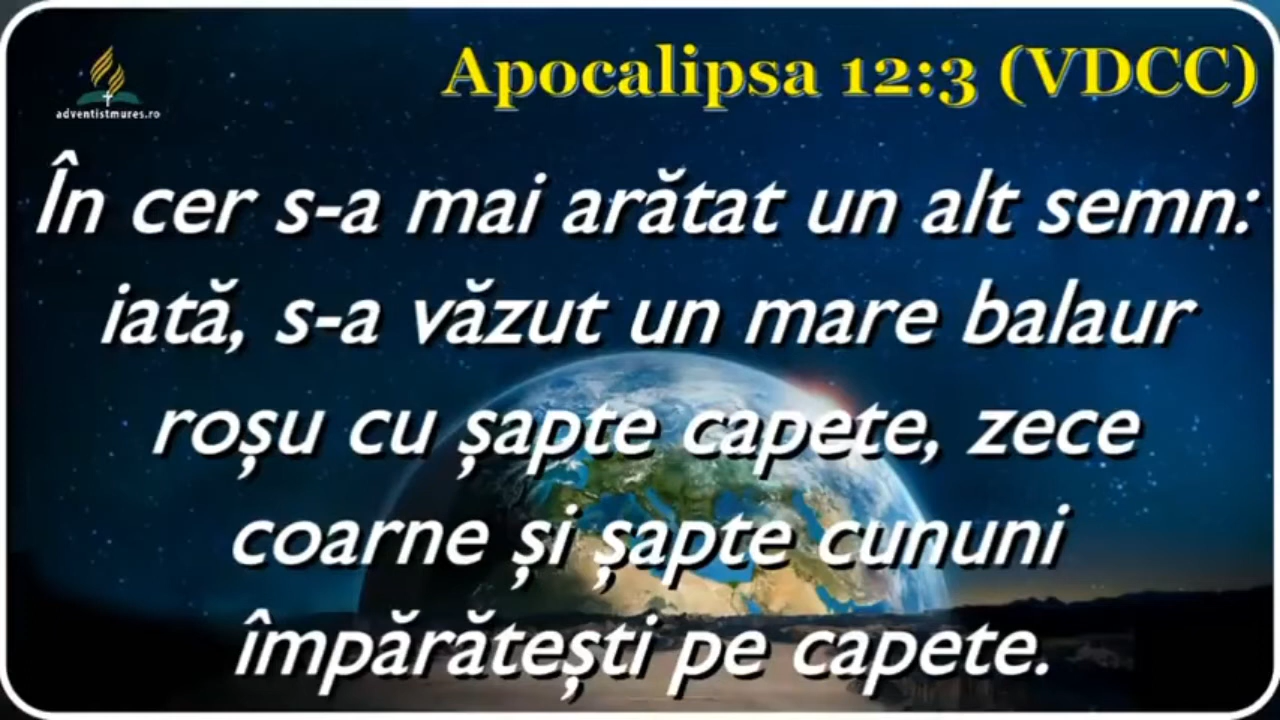 Apocalipsa 12:3 (VDCC)
adventistmures.ro
În cer s-a mai arătat un alt semn:
iată, s-a văzut un mare balaur
roșu cu șapte capete, zece
coarne și șapte cununi
împărătești pe capete.